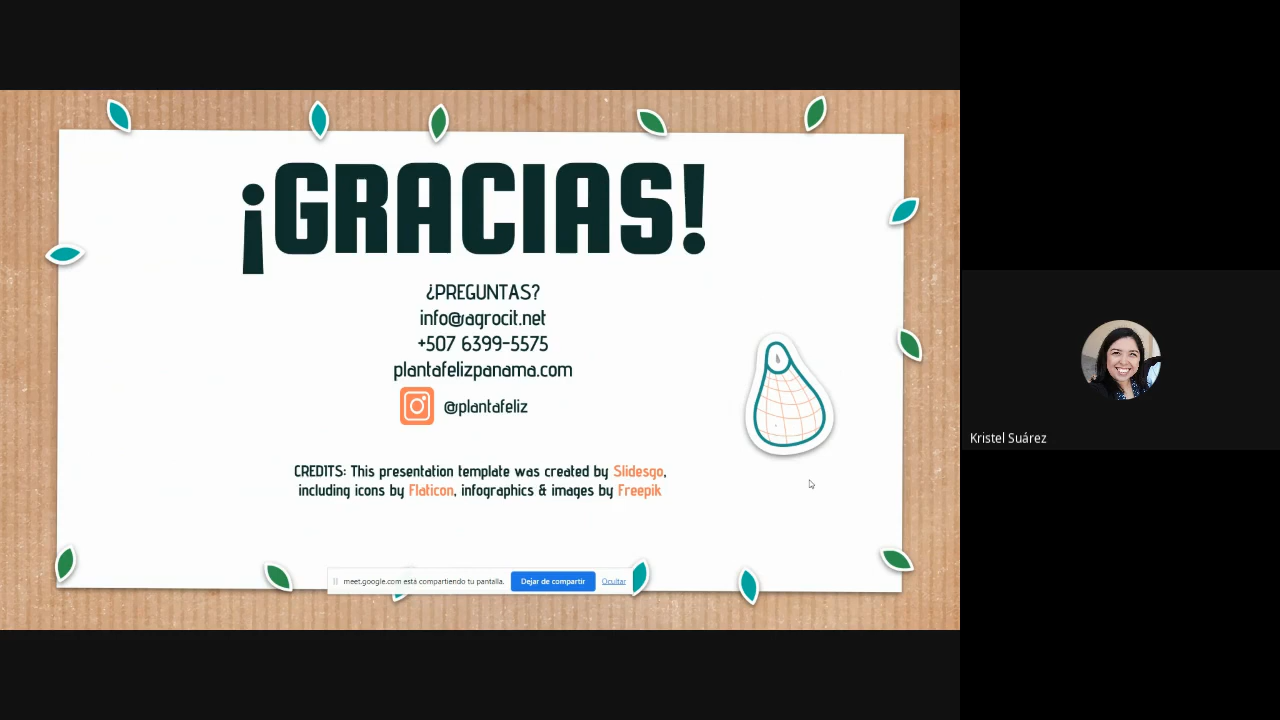 ¡GRACIAS!
¿PREGUNTAS?
info@agrocit.net
+507 6399-5575
plantafelizpanama.com
@plantafeliz
CREDITS: This presentation template was created by Slidesgo,
including icons by Flaticon, infographics & images by Freepik
meet.google.com está compartiendo tu pantalla. Dejar de compartir Ocultar
Kristel Suárez